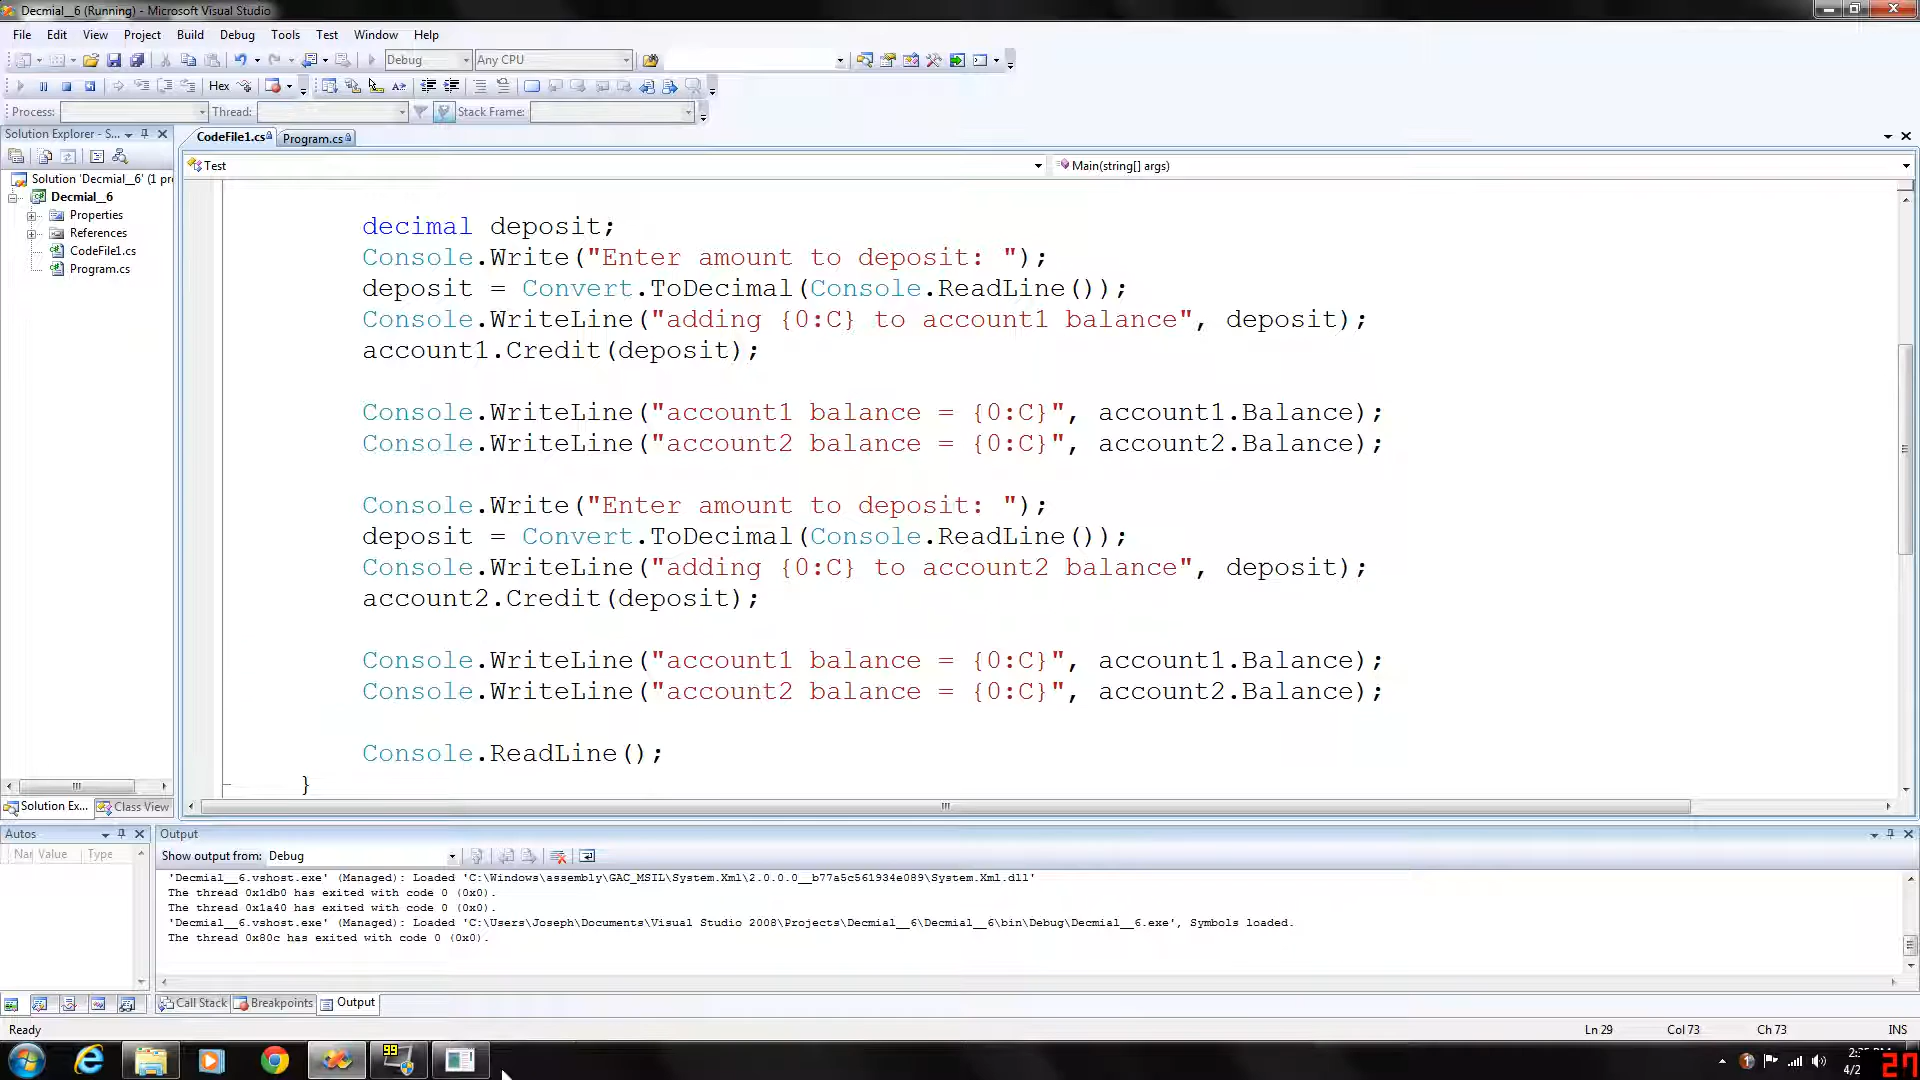 Decmial__6 (Running) - Microsoft Visual Studio
File Edit View Project Build Debug Tools Test Window Help
Debug Any CPU
Hex
Process: Thread: Stack Frame:
Solution Explorer - S...
CodeFile1.cs Program.cs
Test Main(string[] args)
Solution 'Decmial__6' (1 pr
Decmial__6
Properties
References
CodeFile1.cs
Program.cs
decimal deposit;
Console.Write("Enter amount to deposit: ");
deposit = Convert.ToDecimal(Console.ReadLine());
Console.WriteLine("adding {0:C} to account1 balance", deposit);
account1.Credit(deposit);
Console.WriteLine("account1 balance = {0:C}", account1.Balance);
Console.WriteLine("account2 balance = {0:C}", account2.Balance);
Console.Write("Enter amount to deposit: ");
deposit = Convert.ToDecimal(Console.ReadLine());
Console.WriteLine("adding {0:C} to account2 balance", deposit);
account2.Credit(deposit);
Console.WriteLine("account1 balance = {0:C}", account1.Balance);
Console.WriteLine("account2 balance = {0:C}", account2.Balance);
Console.ReadLine();
}
Solution Ex... Class View
Autos
Nar Value Type
Output
Show output from: Debug
'Decmial__6.vshost.exe' (Managed): Loaded 'C:\Windows\assembly\GAC_MSIL\System.Xml\2.0.0.0__b77a5c561934e089\System.Xml.dll'
The thread 0x1db0 has exited with code 0 (0x0).
The thread 0x1a40 has exited with code 0 (0x0).
'Decmial__6.vshost.exe' (Managed): Loaded 'C:\Users\Joseph\Documents\Visual Studio 2008\Projects\Decmial__6\Decmial__6\bin\Debug\Decmial__6.exe', Symbols loaded.
The thread 0x80c has exited with code 0 (0x0).
Call Stack Breakpoints Output
Ready Ln 29 Col 73 Ch 73 INS
99
4/2
27